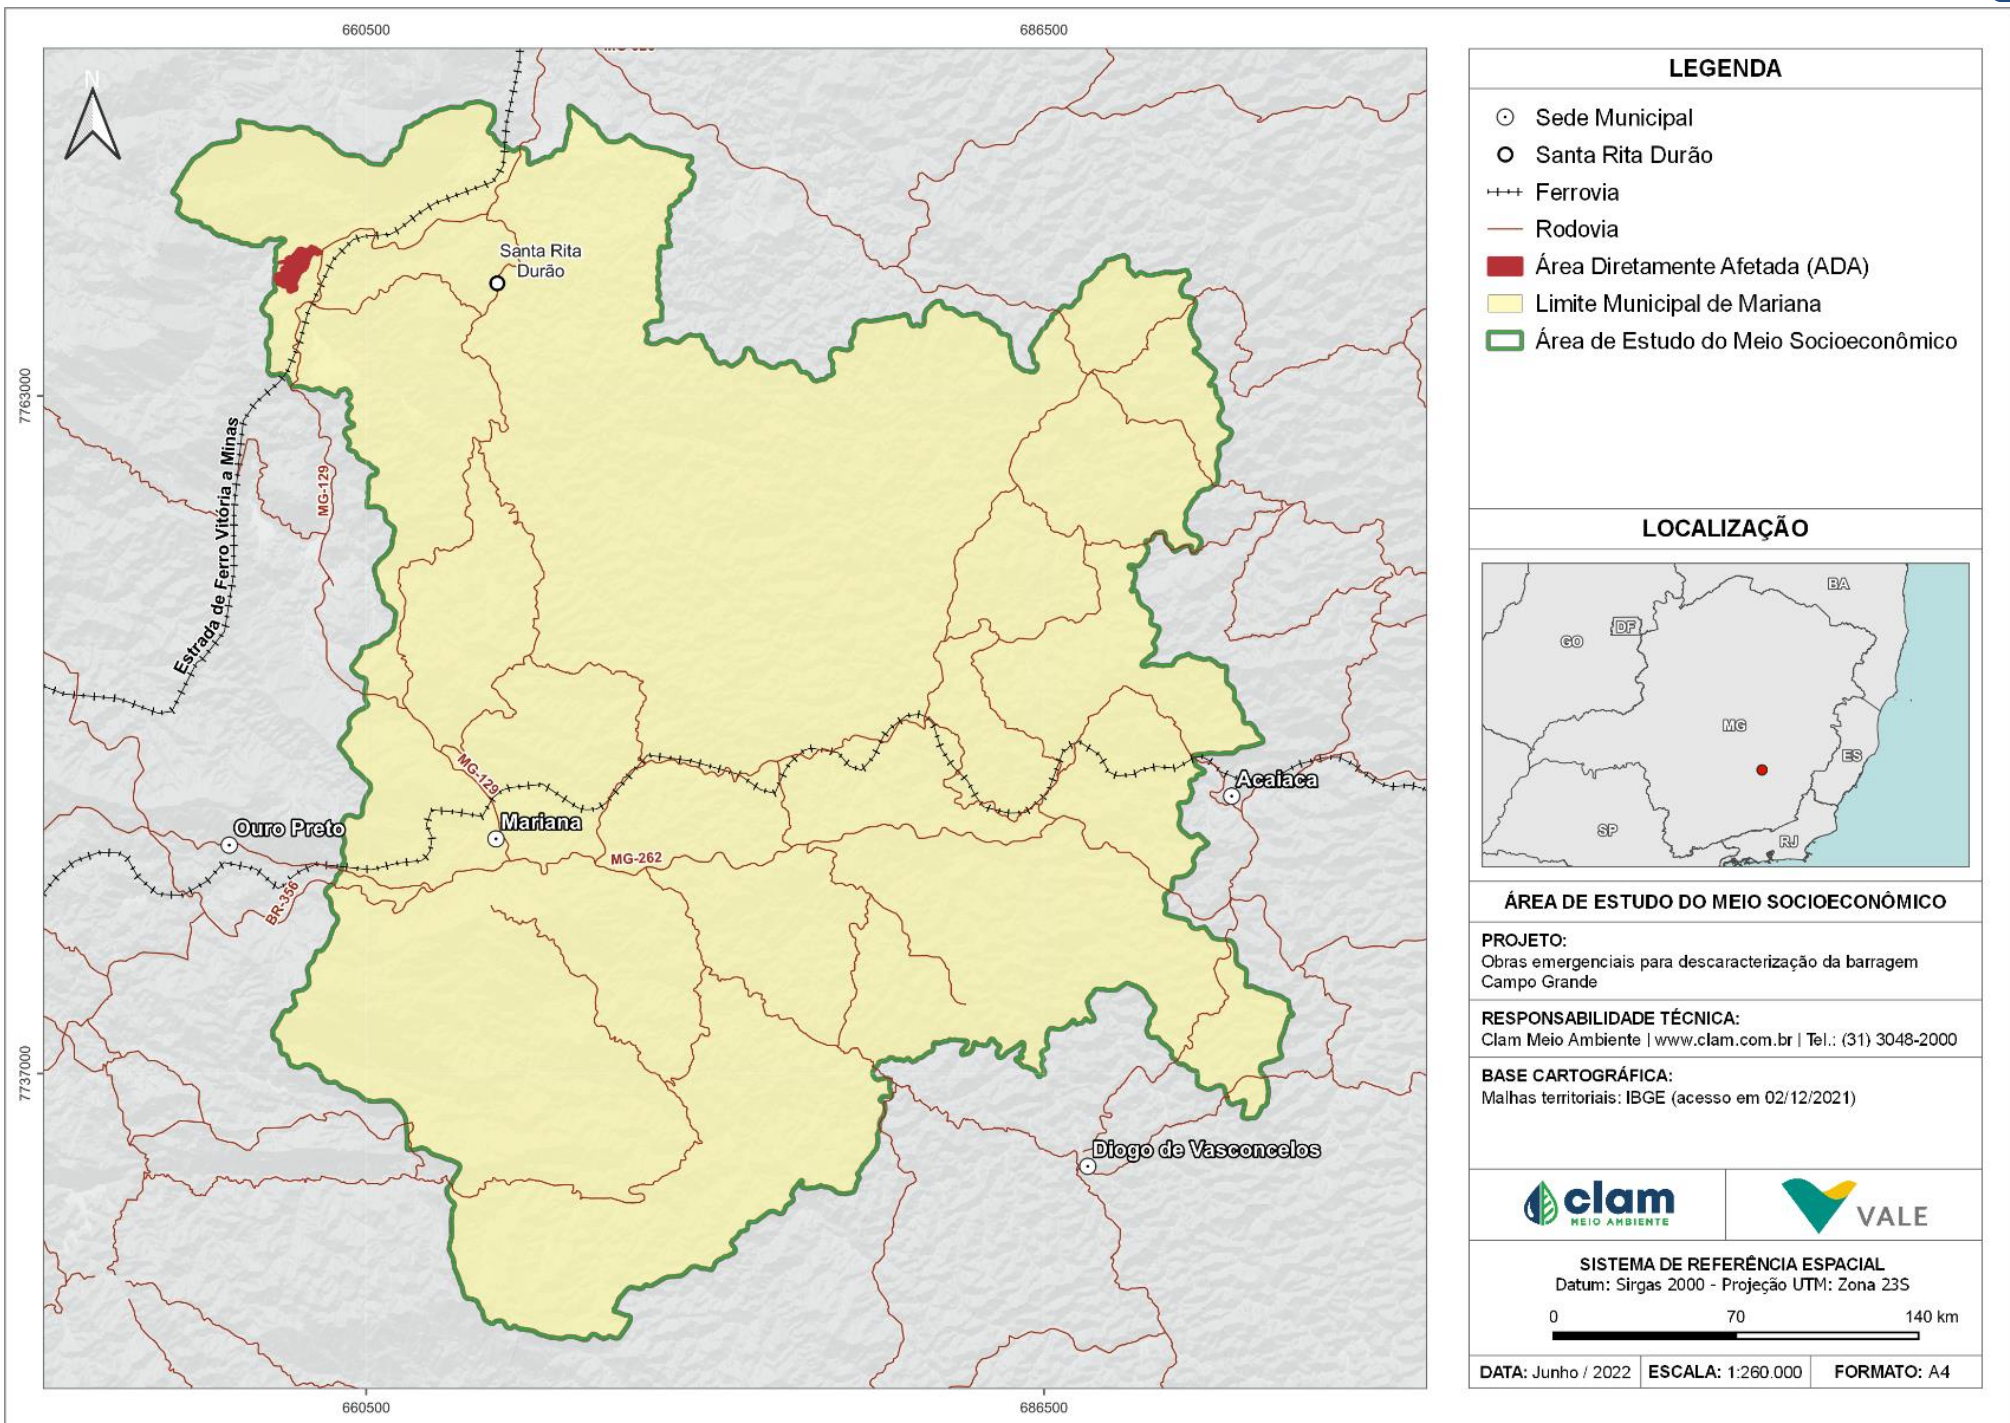 660500
686500
N
Santa Rita
Durão
7763000
MG-129
Estrada de Ferro Vitória a Minas
MG-129
Acaiaca
Ouro Preto
Mariana
MG-262
BR-356
7737000
Diogo de Vasconcelos
660500
686500
LEGENDA
Sede Municipal
Santa Rita Durão
Ferrovia
Rodovia
Área Diretamente Afetada (ADA)
Limite Municipal de Mariana
Área de Estudo do Meio Socioeconômico
LOCALIZAÇÃO
BA
DF
GO
MG
ES
SP
RJ
ÁREA DE ESTUDO DO MEIO SOCIOECONÔMICO
PROJETO:
Obras emergenciais para descaracterização da barragem
Campo Grande
RESPONSABILIDADE TÉCNICA:
Clam Meio Ambiente | www.clam.com.br | Tel.: (31) 3048-2000
BASE CARTOGRÁFICA:
Malhas territoriais: IBGE (acesso em 02/12/2021)
clam
MEIO AMBIENTE
VALE
SISTEMA DE REFERÊNCIA ESPACIAL
Datum: Sirgas 2000 - Projeção UTM: Zona 23S
0 70 140 km
DATA: Junho / 2022 ESCALA: 1:260.000 FORMATO: A4